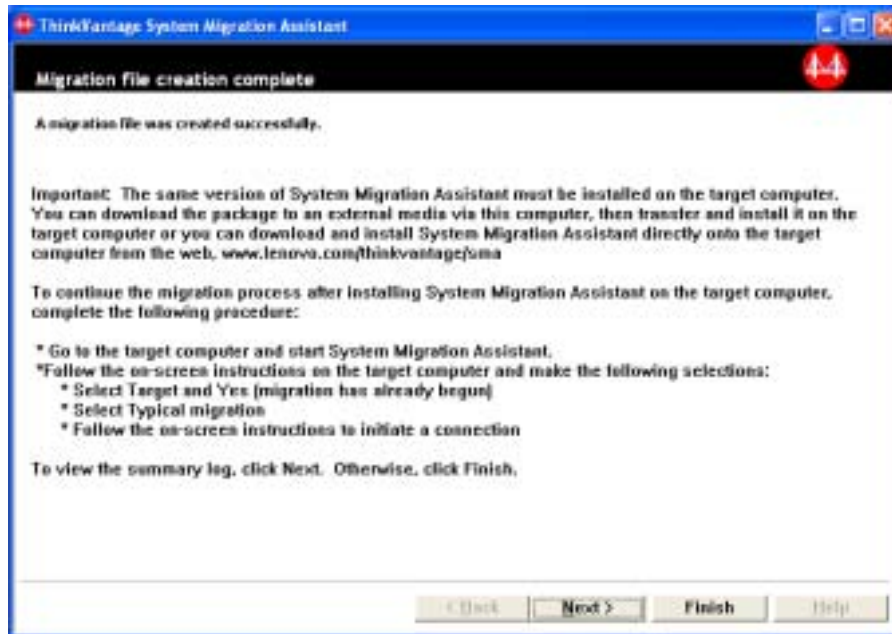 ThinkVantage System Migration Assistant
Migration file creation complete
A migration file was created successfully.
Important: The same version of System Migration Assistant must be installed on the target computer.
You can download the package to an external media via this computer, then transfer and install it on the
target computer or you can download and install System Migration Assistant directly onto the target
computer from the web, www.lenovo.com/thinkvantage/sma
To continue the migration process after installing System Migration Assistant on the target computer,
complete the following procedure:
* Go to the target computer and start System Migration Assistant.
*Follow the on-screen instructions on the target computer and make the following selections:
* Select Target and Yes (migration has already begun)
* Select Typical migration
* Follow the on-screen instructions to initiate a connection
To view the summary log, click Next.  Otherwise, click Finish.
< Back
Next >
Finish
Help